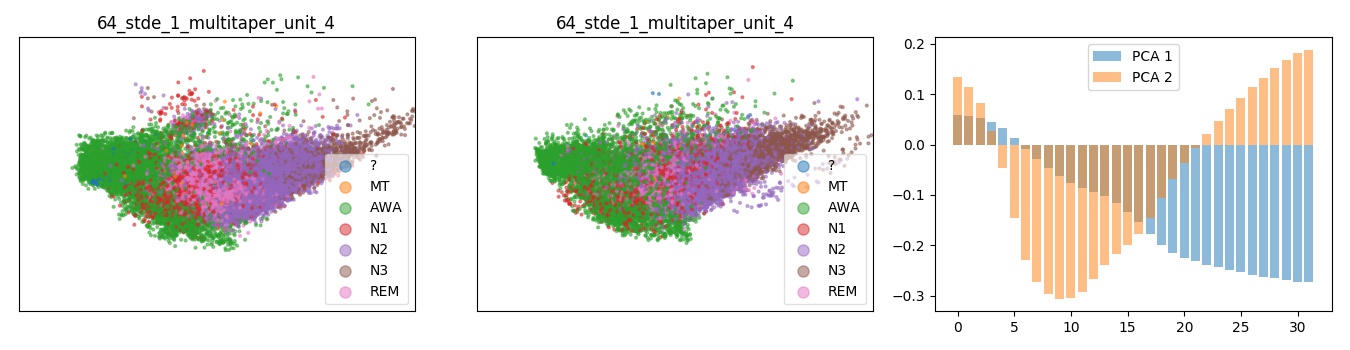 64_stde_1_multitaper_unit_4
?
MT
AWA
N1
N2
N3
REM
64_stde_1_multitaper_unit_4
?
MT
AWA
N1
N2
N3
REM
PCA 1
PCA 2
0.2
0.1
0.0
−0.1
−0.2
−0.3
0 5 10 15 20 25 30